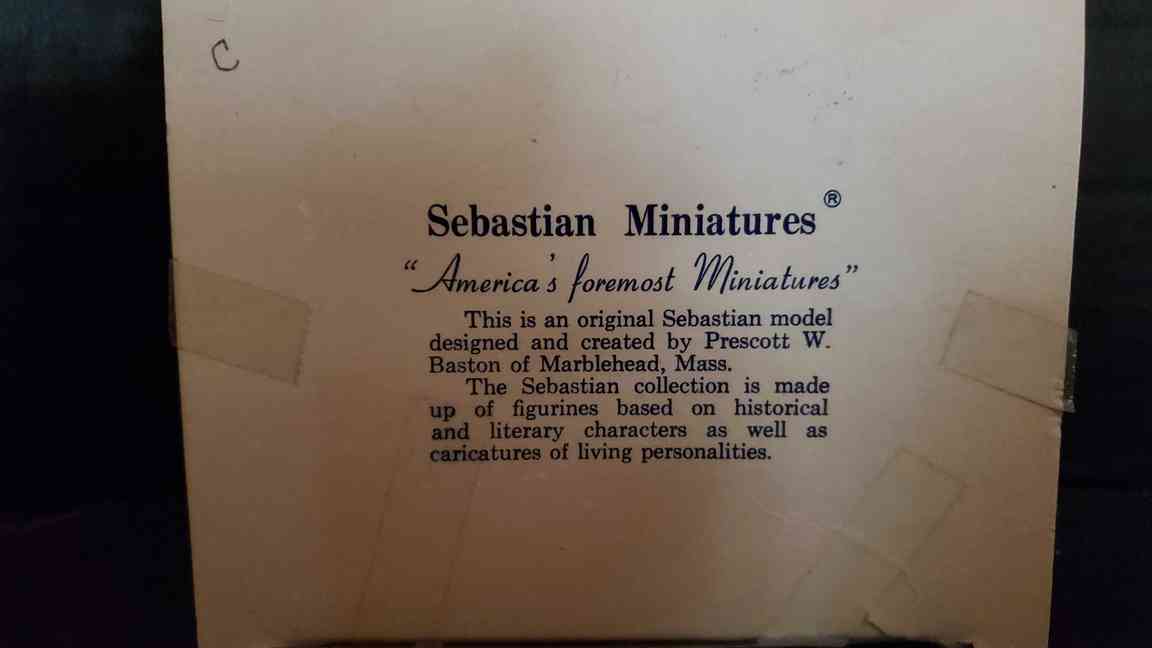 C
Sebastian Miniatures®
"America's foremost Miniatures"
This is an original Sebastian model
designed and created by Prescott W.
Baston of Marblehead, Mass.
The Sebastian collection is made
up of figurines based on historical
and literary characters as well as
caricatures of living personalities.